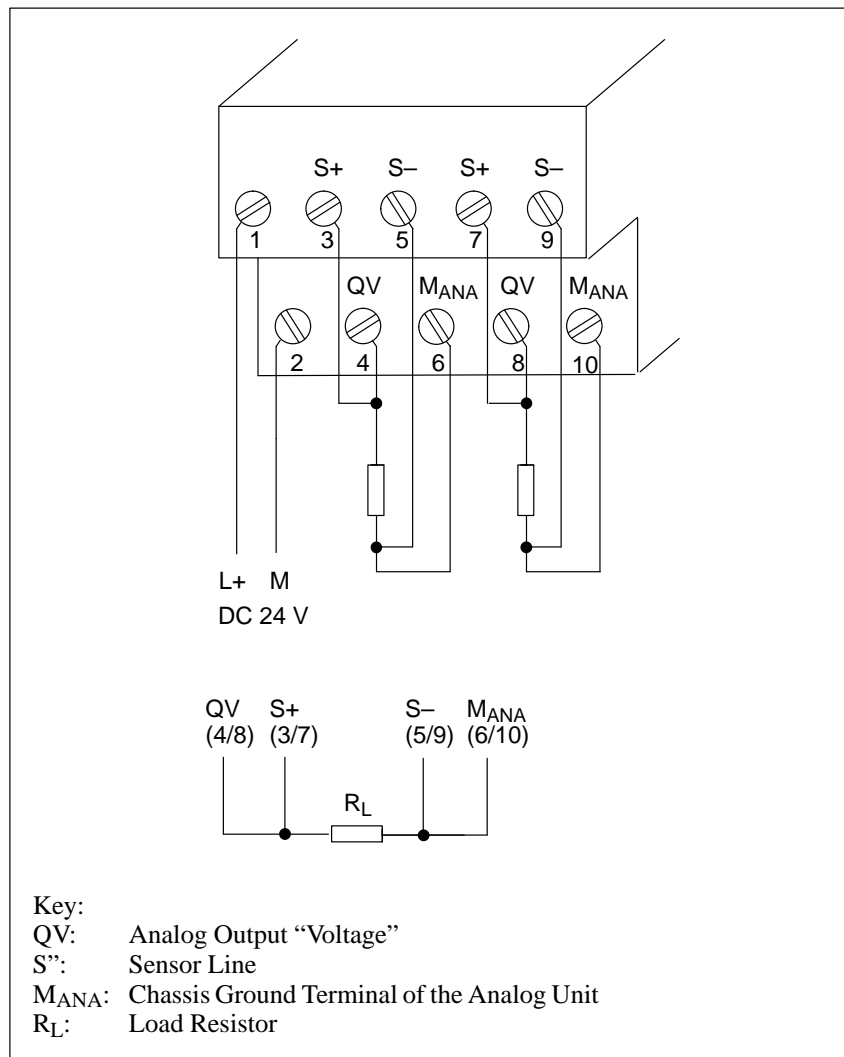 S+ S– S+ S–
1 3 5 7 9
QV MANA QV MANA
2 4 6 8 10
L+ M
DC 24 V
QV S+ S– MANA
(4/8) (3/7) (5/9) (6/10)
RL
Key:
QV: Analog Output “Voltage”
S”: Sensor Line
MANA: Chassis Ground Terminal of the Analog Unit
RL: Load Resistor